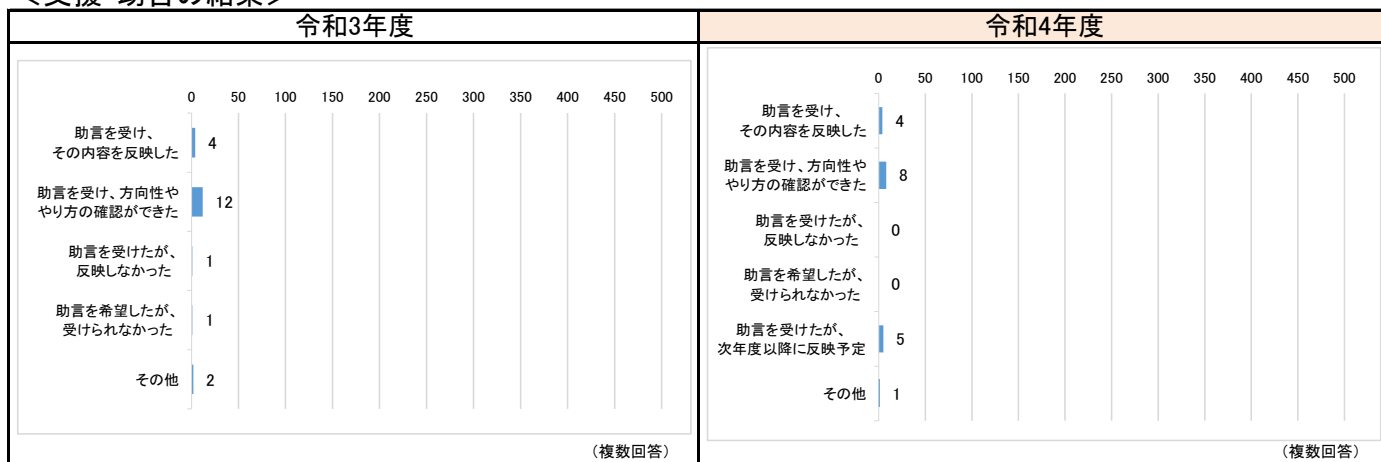 ＜支援・助言の結果＞
令和3年度
0 50 100 150 200 250 300 350 400 450 500
助言を受け、
その内容を反映した
4
助言を受け、方向性や
やり方の確認ができた
12
助言を受けたが、
反映しなかった
1
助言を希望したが、
受けられなかった
1
その他
2
（複数回答）
令和4年度
0 50 100 150 200 250 300 350 400 450 500
助言を受け、
その内容を反映した
4
助言を受け、方向性や
やり方の確認ができた
8
助言を受けたが、
反映しなかった
0
助言を希望したが、
受けられなかった
0
助言を受けたが、
次年度以降に反映予定
5
その他
1
（複数回答）